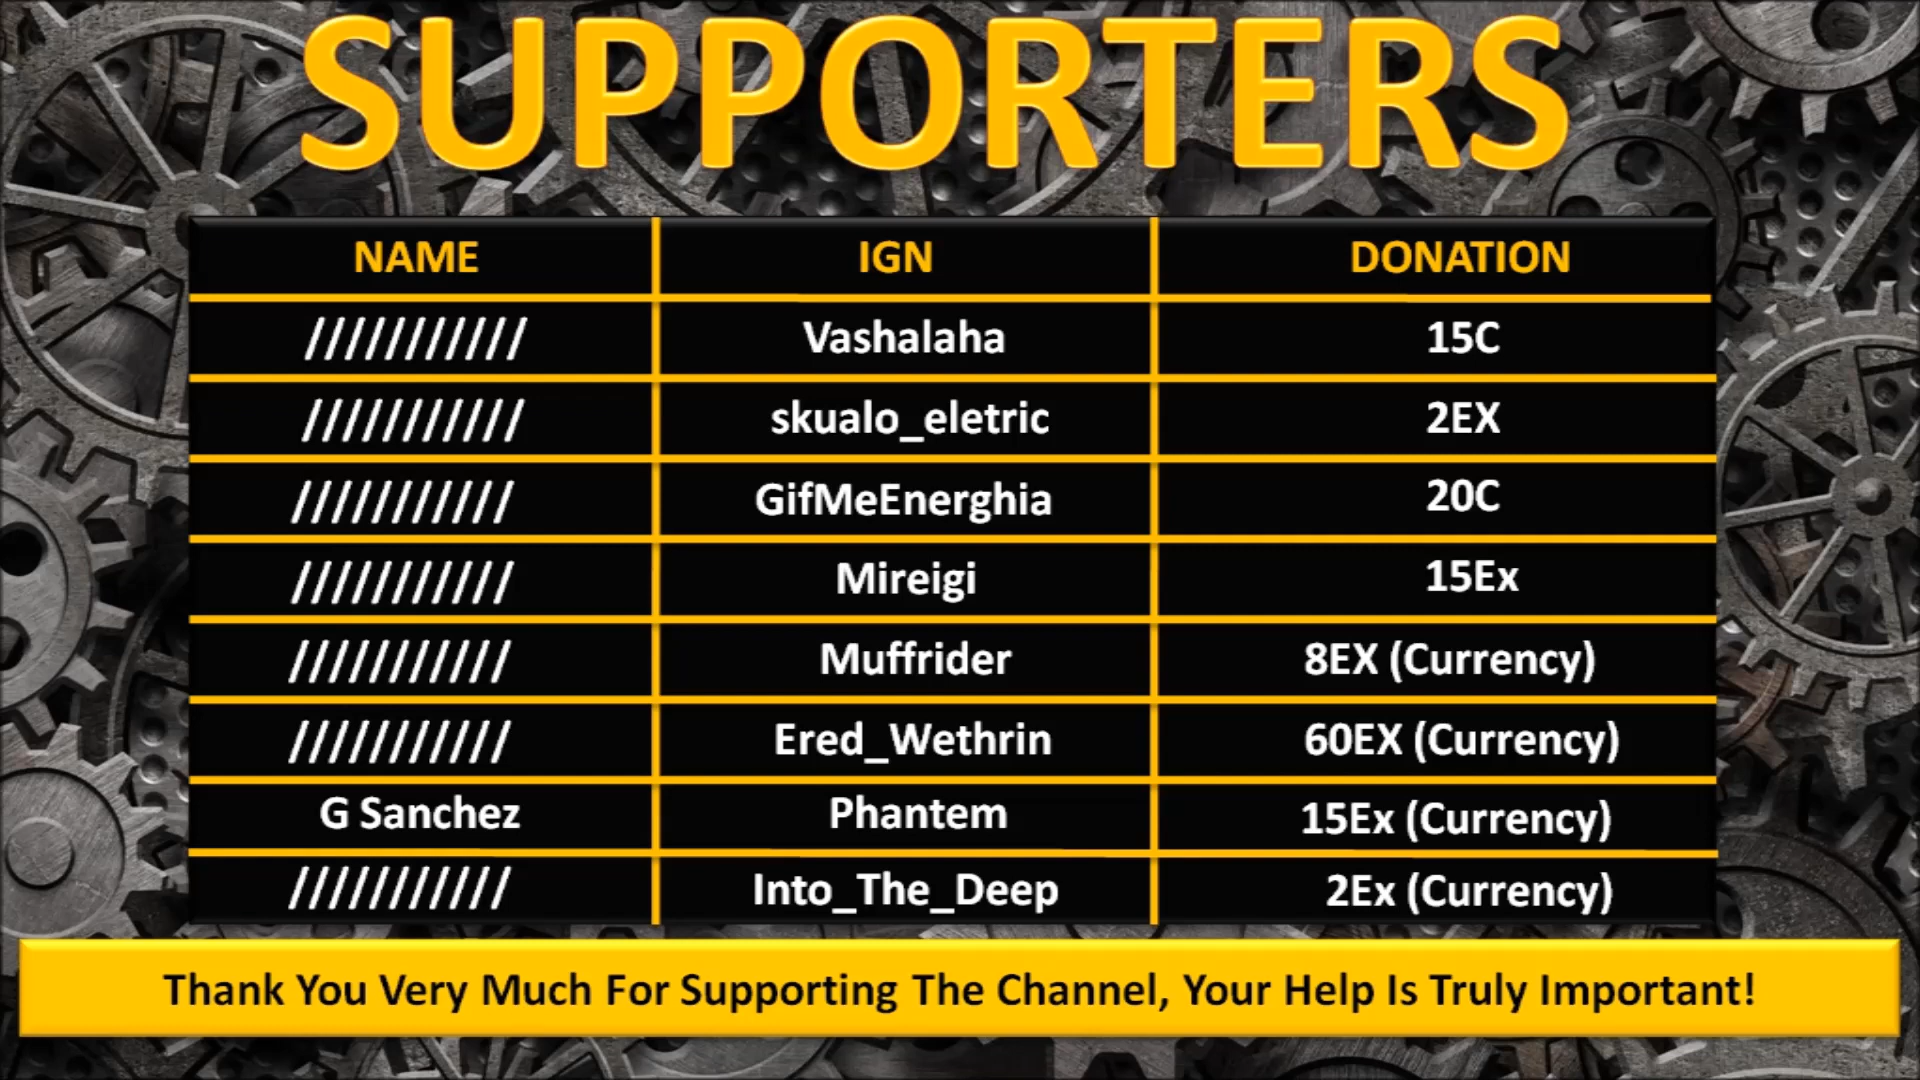 SUPPORTERS
NAME IGN DONATION
/////////// Vashalaha 15C
/////////// skualo_eletric 2EX
/////////// GifMeEnerghia 20C
/////////// Mireigi 15Ex
/////////// Muffrider 8EX (Currency)
/////////// Ered_Wethrin 60EX (Currency)
G Sanchez Phantem 15Ex (Currency)
/////////// Into_The_Deep 2Ex (Currency)
Thank You Very Much For Supporting The Channel, Your Help Is Truly Important!